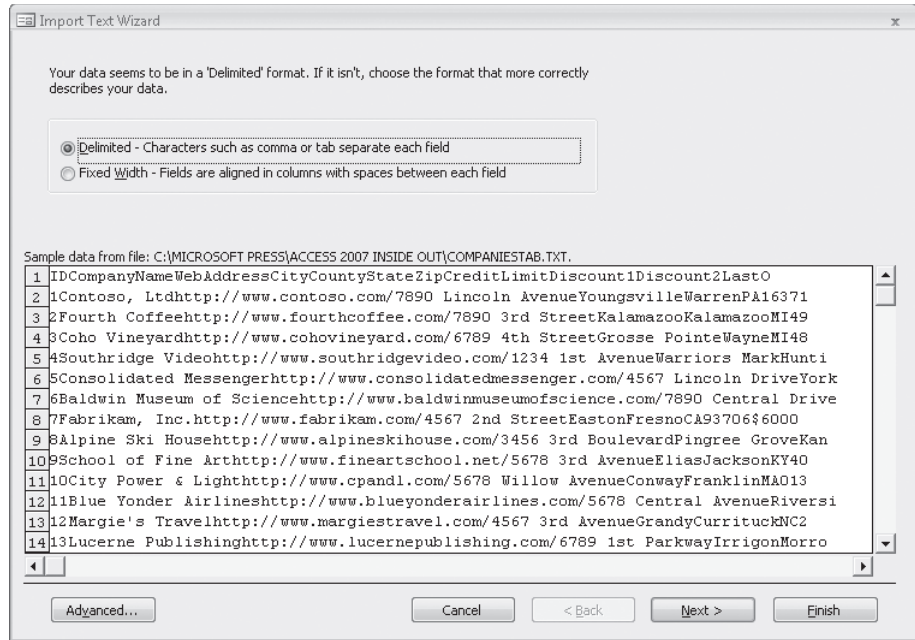 Import Text Wizard
x
Your data seems to be in a 'Delimited' format. If it isn't, choose the format that more correctly
describes your data.
Delimited - Characters such as comma or tab separate each field
Fixed Width - Fields are aligned in columns with spaces between each field
Sample data from file: C:\MICROSOFT PRESS\ACCESS 2007 INSIDE OUT\COMPANIESTAB.TXT.
1 IDCompanyNameWebAddressCityCountyStateZipCreditLimitDiscount1Discount2LastO
2 1Contoso, Ltdhttp://www.contoso.com/7890 Lincoln AvenueYoungsvilleWarrenPA16371
3 2Fourth Coffeehttp://www.fourthcoffee.com/7890 3rd StreetKalamazooKalamazooMI49
4 3Coho Vineyardhttp://www.cohovineyard.com/6789 4th StreetGrosse PointeWayneMI48
5 4Southridge Videohttp://www.southridgevideo.com/1234 1st AvenueWarriors MarkHunti
6 5Consolidated Messengerhttp://www.consolidatedmessenger.com/4567 Lincoln DriveYork
7 6Baldwin Museum of Sciencehttp://www.baldwinmuseumofscience.com/7890 Central Drive
8 7Fabrikam, Inc.http://www.fabrikam.com/4567 2nd StreetEastonFresnoCA93706$6000
9 8Alpine Ski Househttp://www.alpineskihouse.com/3456 3rd BoulevardPingree GroveKan
10 9School of Fine Arthttp://www.fineartschool.net/5678 3rd AvenueEliasJacksonKY40
11 10City Power & Lighthttp://www.cpandl.com/5678 Willow AvenueConwayFranklinMA013
12 11Blue Yonder Airlineshttp://www.blueyonderairlines.com/5678 Central AvenueRiversi
13 12Margie's Travelhttp://www.margiestravel.com/4567 3rd AvenueGrandyCurrituckNC2
14 13Lucerne Publishinghttp://www.lucernepublishing.com/6789 1st ParkwayIrrigonMorro
Advanced... Cancel < Back Next > Finish